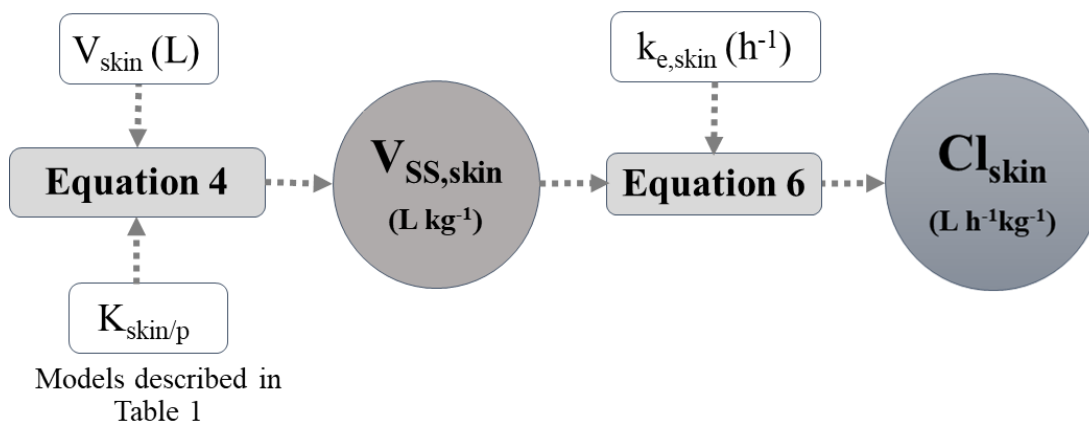 V_skin (L)
k_e,skin (h⁻¹)
Equation 4
V_SS,skin
(L kg⁻¹)
Equation 6
Cl_skin
(L h⁻¹kg⁻¹)
K_skin/p
Models described in
Table 1